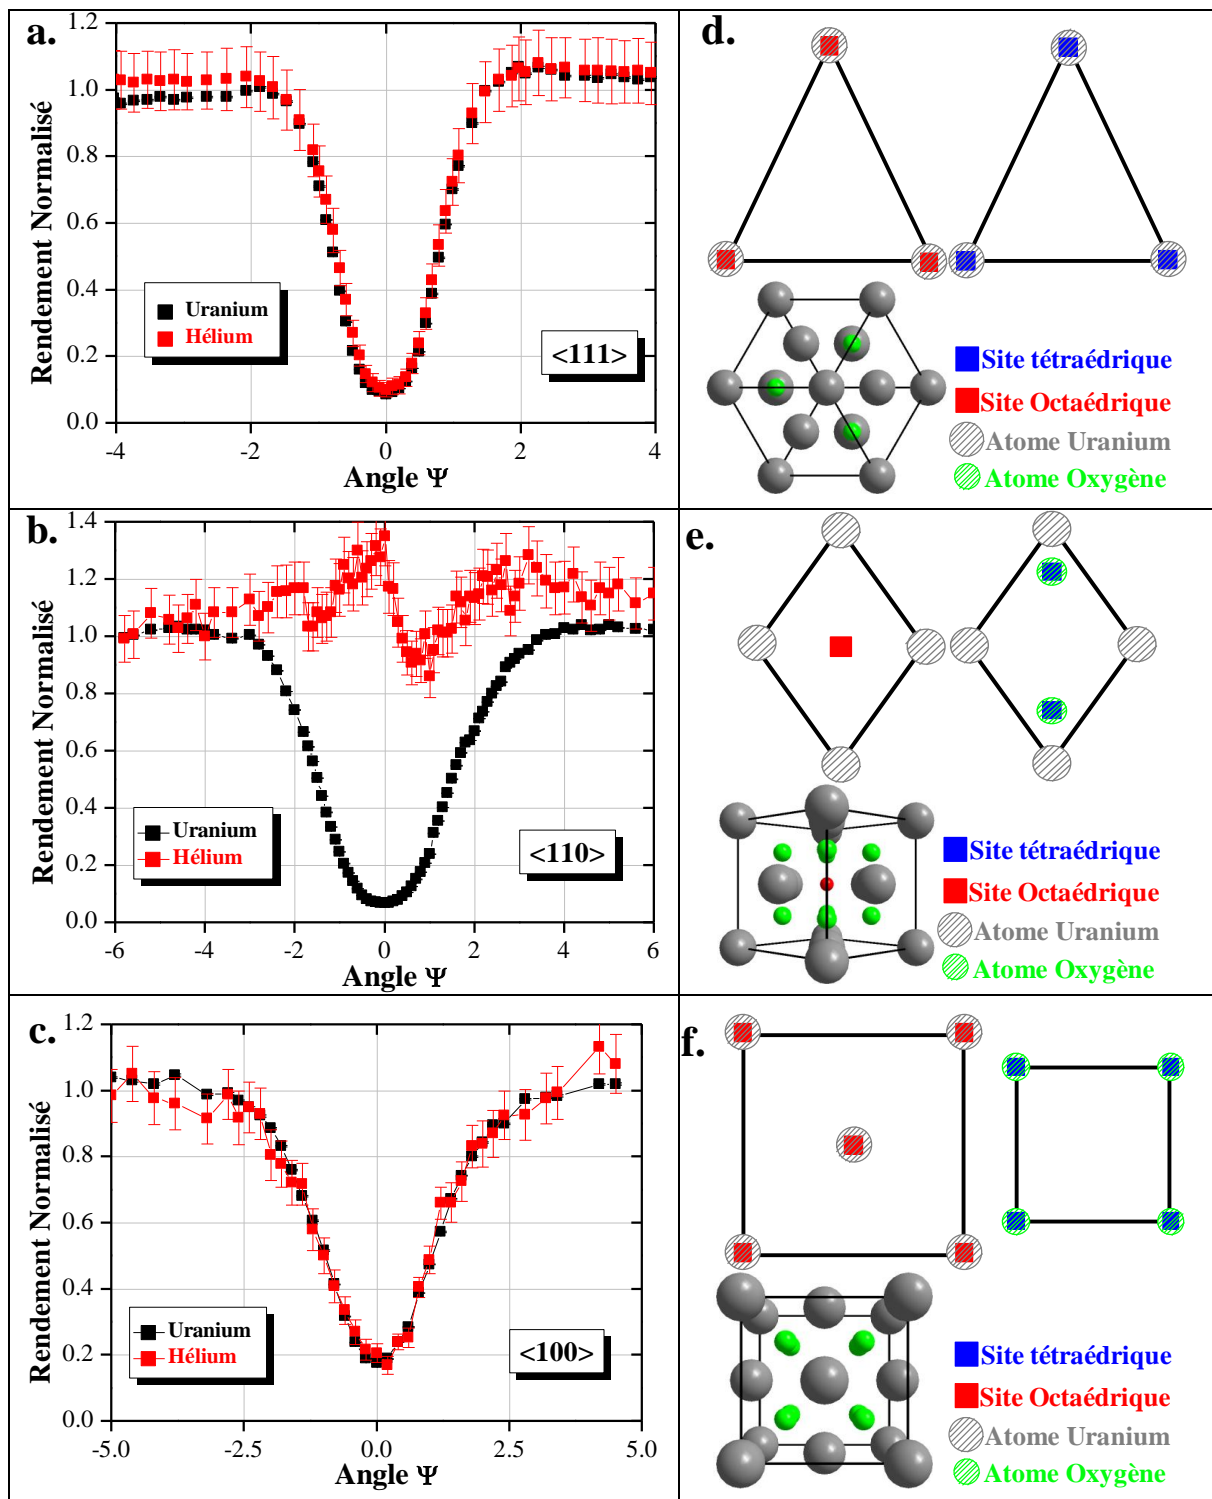 a.
Rendement Normalisé
1.2
1.0
0.8
0.6
0.4
0.2
0.0
-4
-2
0
2
4
Angle Ψ
Uranium
Hélium
<111>
d.
Site tétraédrique
Site Octaédrique
Atome Uranium
Atome Oxygène
b.
Rendement Normalisé
1.4
1.2
1.0
0.8
0.6
0.4
0.2
0.0
-6
-4
-2
0
2
4
6
Angle Ψ
Uranium
Hélium
<110>
e.
Site tétraédrique
Site Octaédrique
Atome Uranium
Atome Oxygène
c.
Rendement Normalisé
1.2
1.0
0.8
0.6
0.4
0.2
0.0
-5.0
-2.5
0.0
2.5
5.0
Angle Ψ
Uranium
Hélium
<100>
f.
Site tétraédrique
Site Octaédrique
Atome Uranium
Atome Oxygène